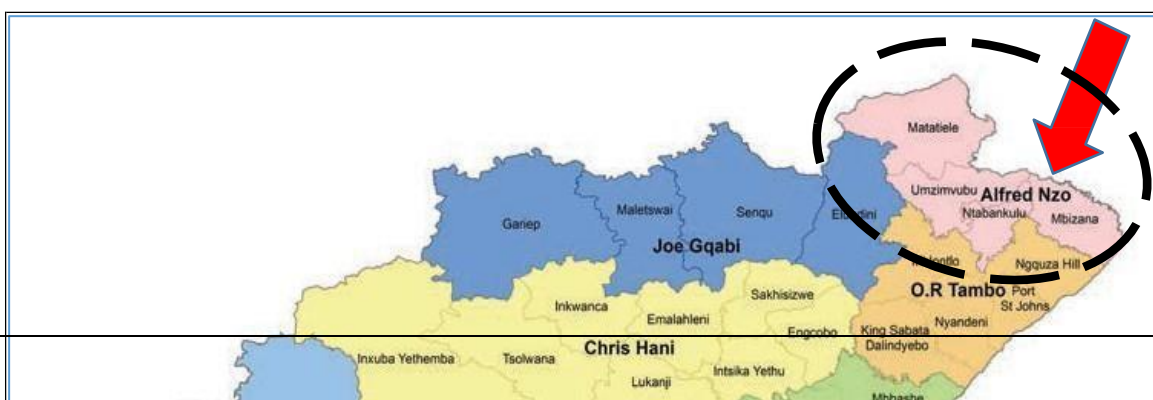 Matatiele
Umzimvubu
Alfred Nzo
Ntabankulu
Mbizana
Gariep
Maletswai
Senqu
Joe Gqabi
Ngquza Hill
O.R Tambo
Port
St Johns
Nyandeni
King Sabata
Dalindyebo
Sakhisizwe
Inkwanca
Emalahleni
Engcobo
Chris Hani
Inxuba Yethemba
Tsolwana
Intsika Yethu
Lukanji
Mbhashe